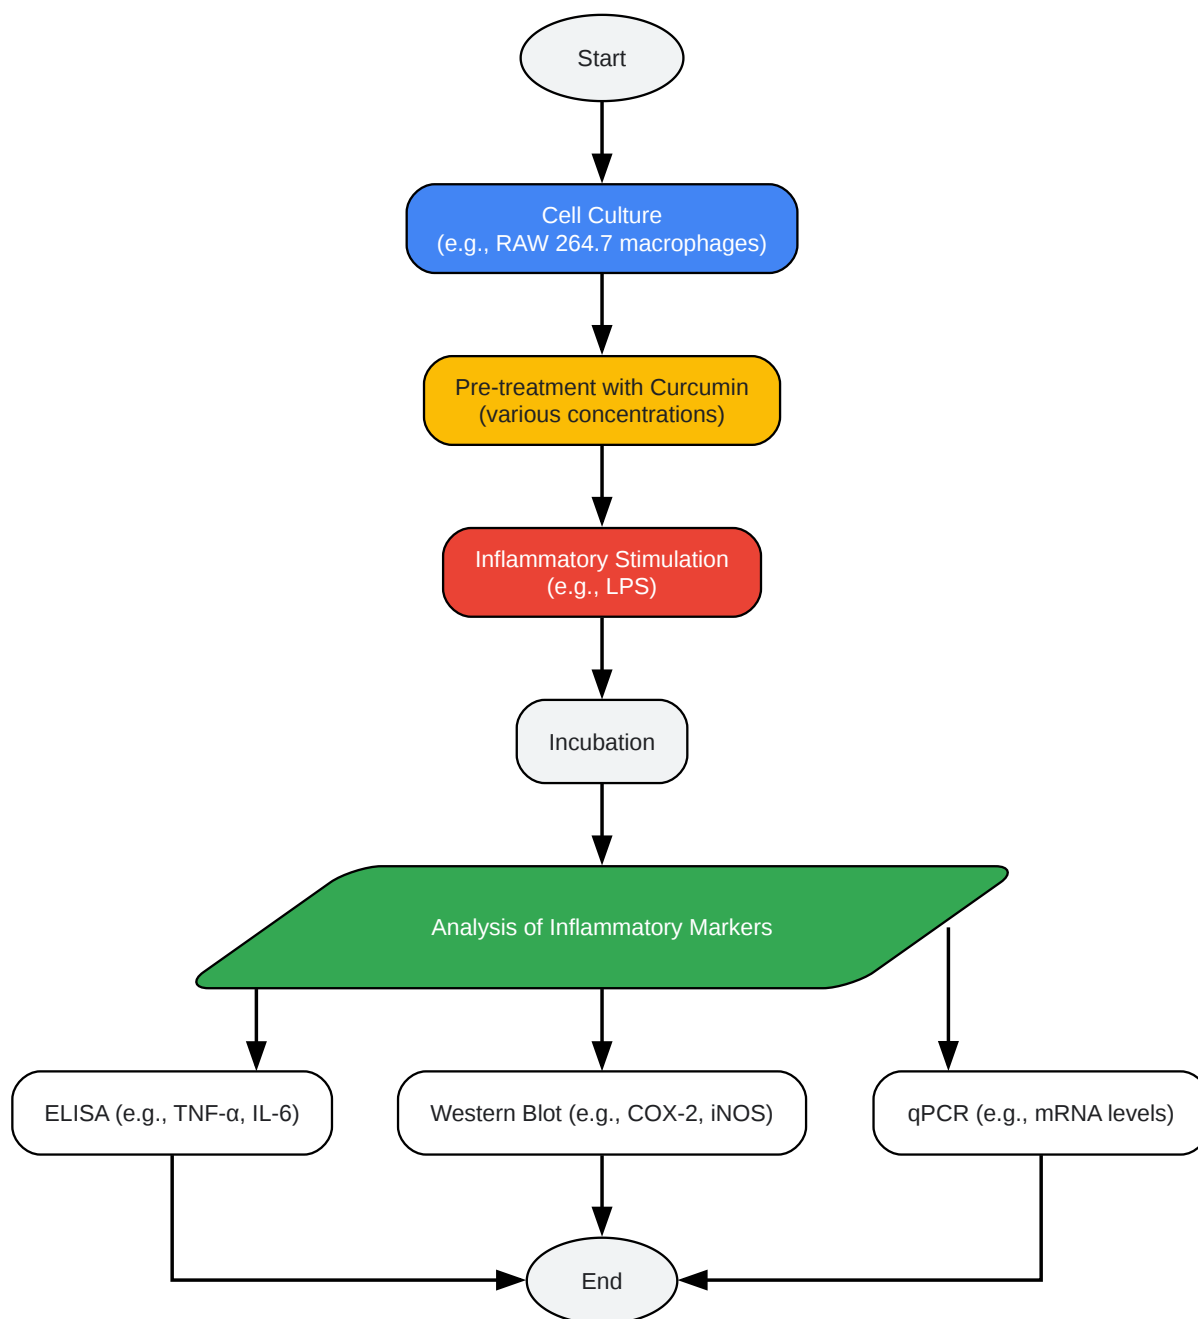 Start
Cell Culture
(e.g., RAW 264.7 macrophages)
Pre-treatment with Curcumin
(various concentrations)
Inflammatory Stimulation
(e.g., LPS)
Incubation
Analysis of Inflammatory Markers
ELISA (e.g., TNF-α, IL-6)
Western Blot (e.g., COX-2, iNOS)
qPCR (e.g., mRNA levels)
End